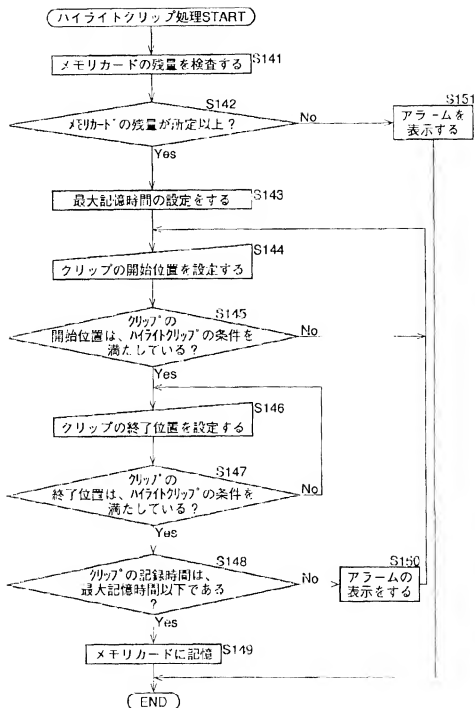 ハイライトクリップ処理START
メモリカードの残量を検査する
S141
メモリカードの残量が所定以上？
S142
No
Yes
アラームを
表示する
S151
最大記憶時間の設定をする
S143
クリップの開始位置を設定する
S144
クリップの
開始位置は、ハイライトクリップの条件を
満たしている？
S145
No
Yes
クリップの終了位置を設定する
S146
クリップの
終了位置は、ハイライトクリップの条件を
満たしている？
S147
No
Yes
クリップの記録時間は、
最大記憶時間以下である
？
S148
No
Yes
アラームの
表示をする
S150
メモリカードに記憶
S149
END